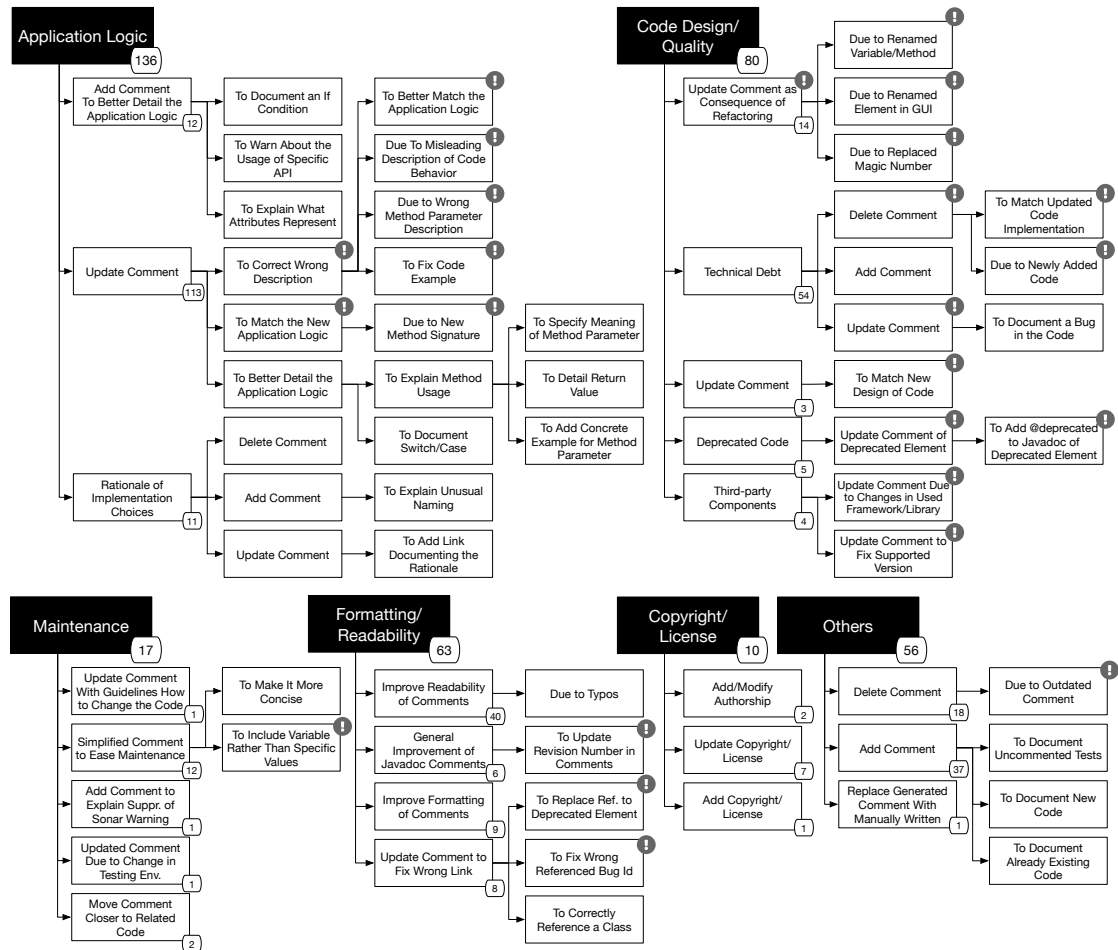 Application Logic
136
Add Comment
To Better Detail the
Application Logic
12
To Document an If
Condition
To Warn About the
Usage of Specific
API
To Explain What
Attributes Represent
Update Comment
113
To Correct Wrong
Description
!
To Better Match the
Application Logic
!
Due To Misleading
Description of Code
Behavior
!
Due to Wrong
Method Parameter
Description
!
To Fix Code
Example
!
To Match the New
Application Logic
!
Due to New
Method Signature
!
To Better Detail the
Application Logic
To Explain Method
Usage
To Specify Meaning
of Method Parameter
To Detail Return
Value
To Add Concrete
Example for Method
Parameter
To Document
Switch/Case
Rationale of
Implementation
Choices
11
Delete Comment
Add Comment
To Explain Unusual
Naming
Update Comment
To Add Link
Documenting the
Rationale
Code Design/
Quality
80
Update Comment as
Consequence of
Refactoring
!
14
Due to Renamed
Variable/Method
!
Due to Renamed
Element in GUI
!
Due to Replaced
Magic Number
!
Technical Debt
54
Delete Comment
!
To Match Updated
Code
Implementation
!
Due to Newly Added
Code
!
Add Comment
Update Comment
!
To Document a Bug
in the Code
Update Comment
3
To Match New
Design of Code
!
Deprecated Code
5
Update Comment of
Deprecated Element
!
To Add @deprecated
to Javadoc of
Deprecated Element
!
Third-party
Components
4
Update Comment Due
to Changes in Used
Framework/Library
!
Update Comment to
Fix Supported
Version
!
Maintenance
17
Update Comment
With Guidelines How
to Change the Code
1
Simplified Comment
to Ease Maintenance
12
To Make It More
Concise
To Include Variable
Rather Than Specific
Values
!
Add Comment to
Explain Suppr. of
Sonar Warning
1
Updated Comment
Due to Change in
Testing Env.
1
Move Comment
Closer to Related
Code
2
Formatting/
Readability
63
Improve Readability
of Comments
40
Due to Typos
General
Improvement of
Javadoc Comments
6
To Update
Revision Number in
Comments
!
Improve Formatting
of Comments
9
Update Comment to
Fix Wrong Link
8
To Replace Ref. to
Deprecated Element
!
To Fix Wrong
Referenced Bug Id
!
To Correctly
Reference a Class
Copyright/
License
10
Add/Modify
Authorship
2
Update Copyright/
License
7
Add Copyright/
License
1
Others
56
Delete Comment
18
Due to Outdated
Comment
!
Add Comment
37
To Document
Uncommented Tests
To Document New
Code
To Document
Already Existing
Code
Replace Generated
Comment With
Manually Written
1